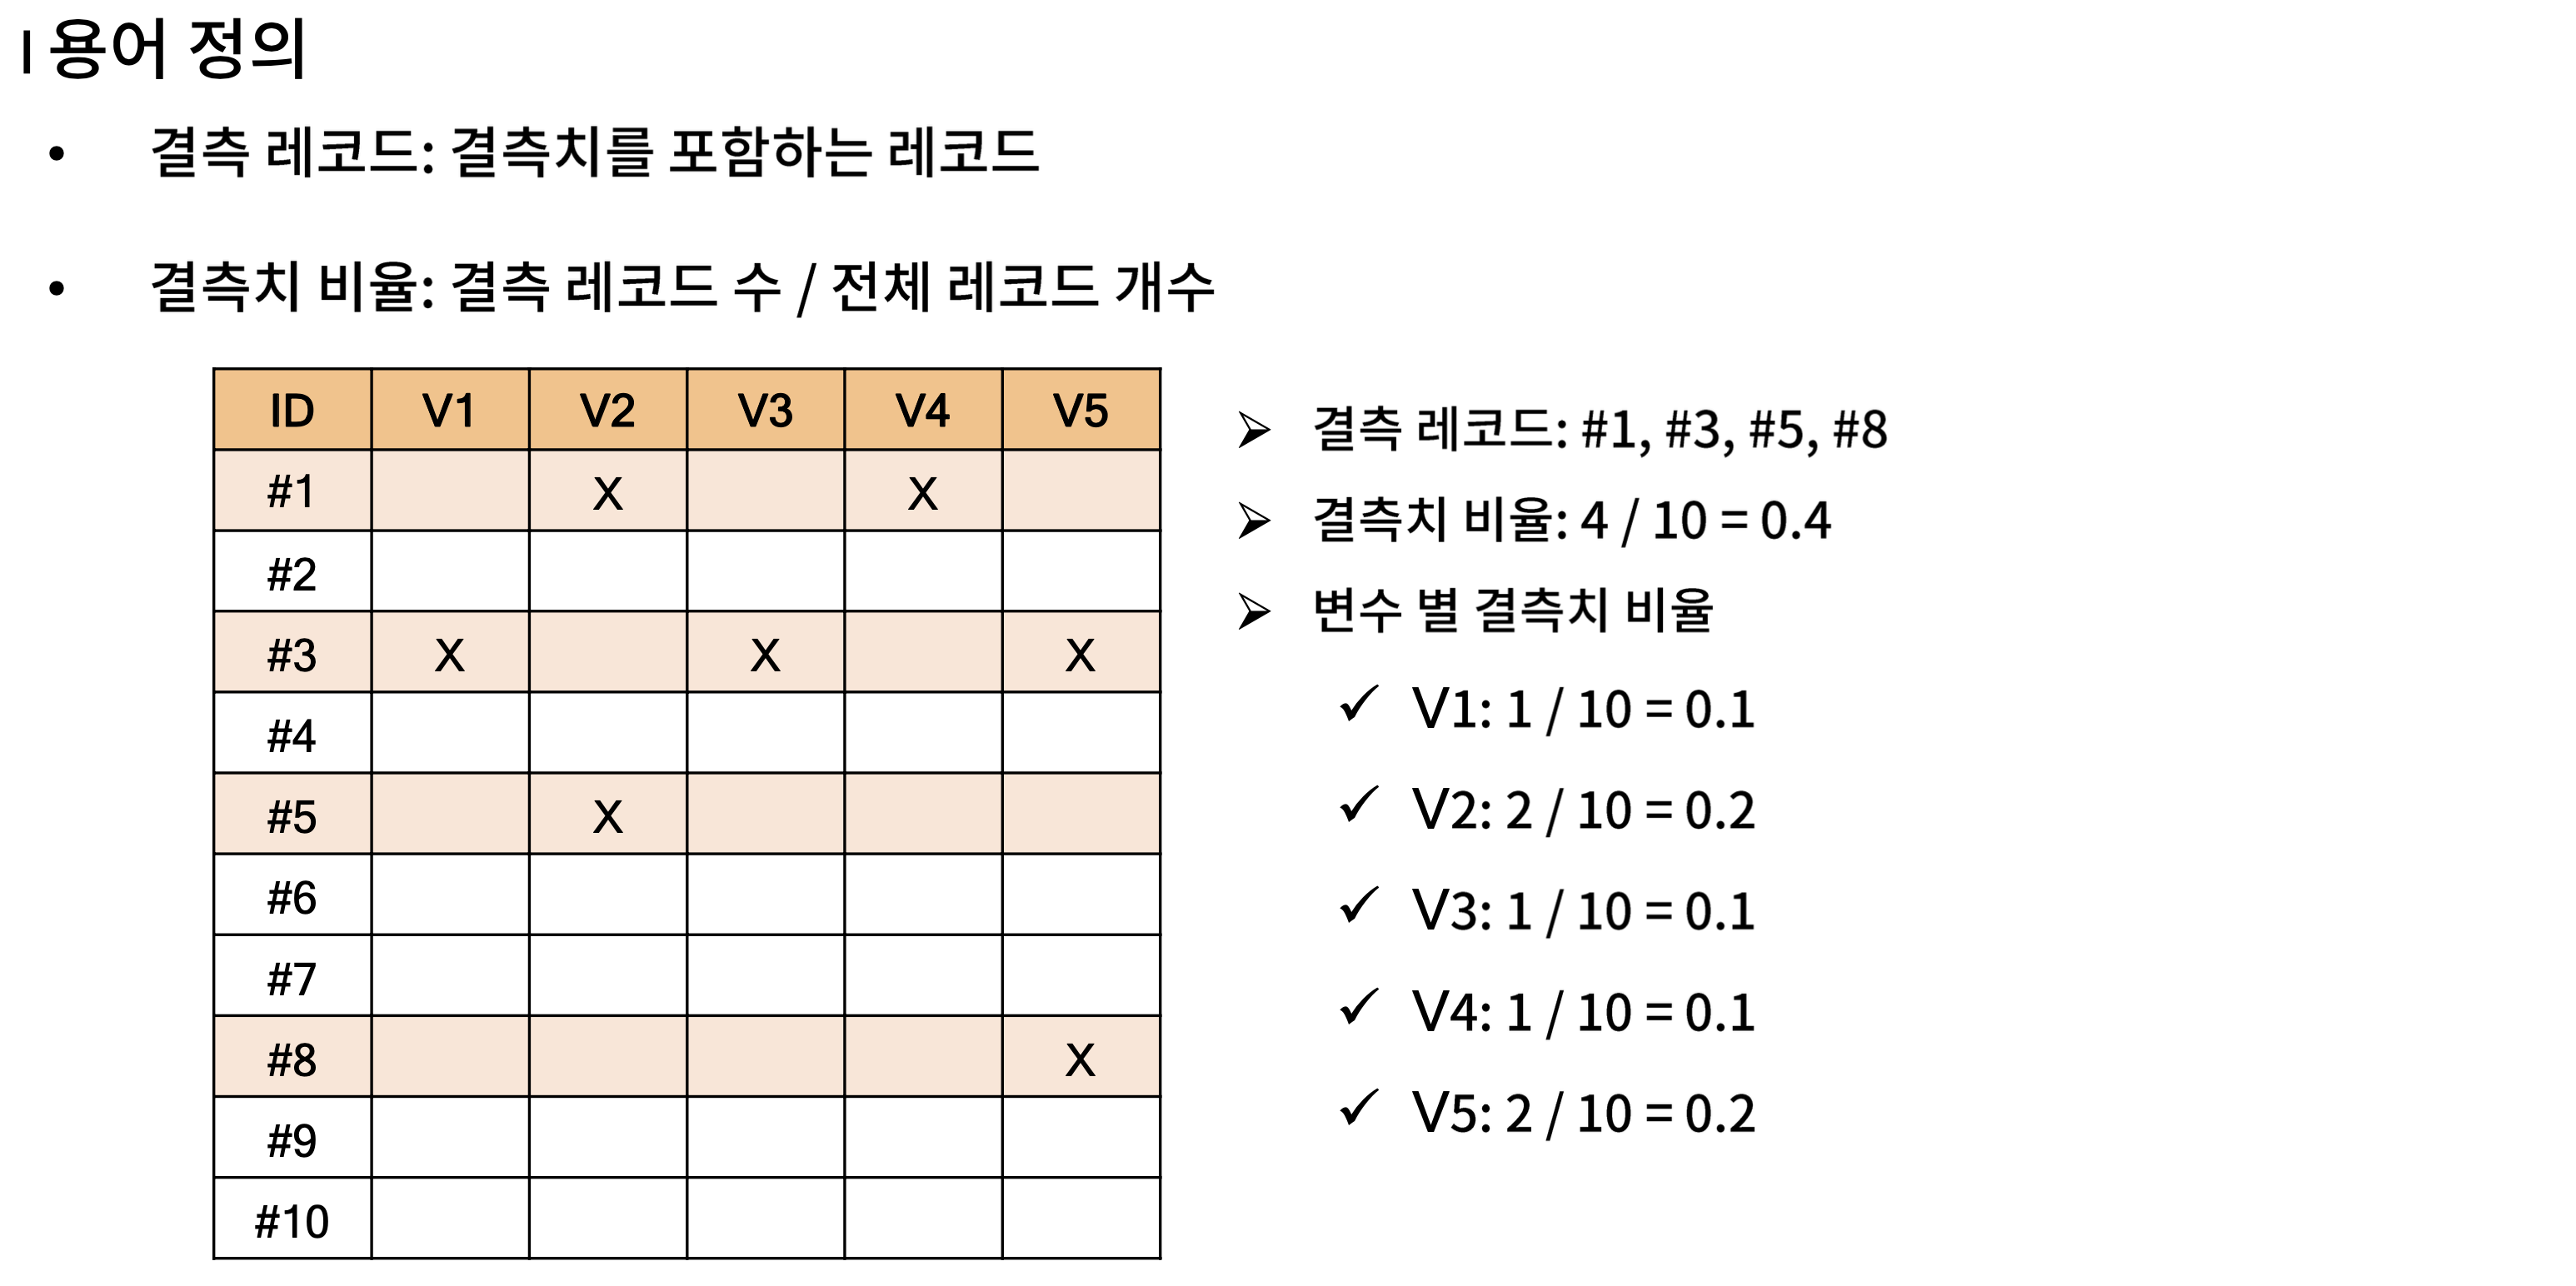 | 용어 정의
• 결측 레코드: 결측치를 포함하는 레코드
• 결측치 비율: 결측 레코드 수 / 전체 레코드 개수
ID V1 V2 V3 V4 V5
#1 X X
#2
#3 X X X
#4
#5 X
#6
#7
#8 X
#9
#10
➢ 결측 레코드: #1, #3, #5, #8
➢ 결측치 비율: 4 / 10 = 0.4
➢ 변수 별 결측치 비율
✓ V1: 1 / 10 = 0.1
✓ V2: 2 / 10 = 0.2
✓ V3: 1 / 10 = 0.1
✓ V4: 1 / 10 = 0.1
✓ V5: 2 / 10 = 0.2